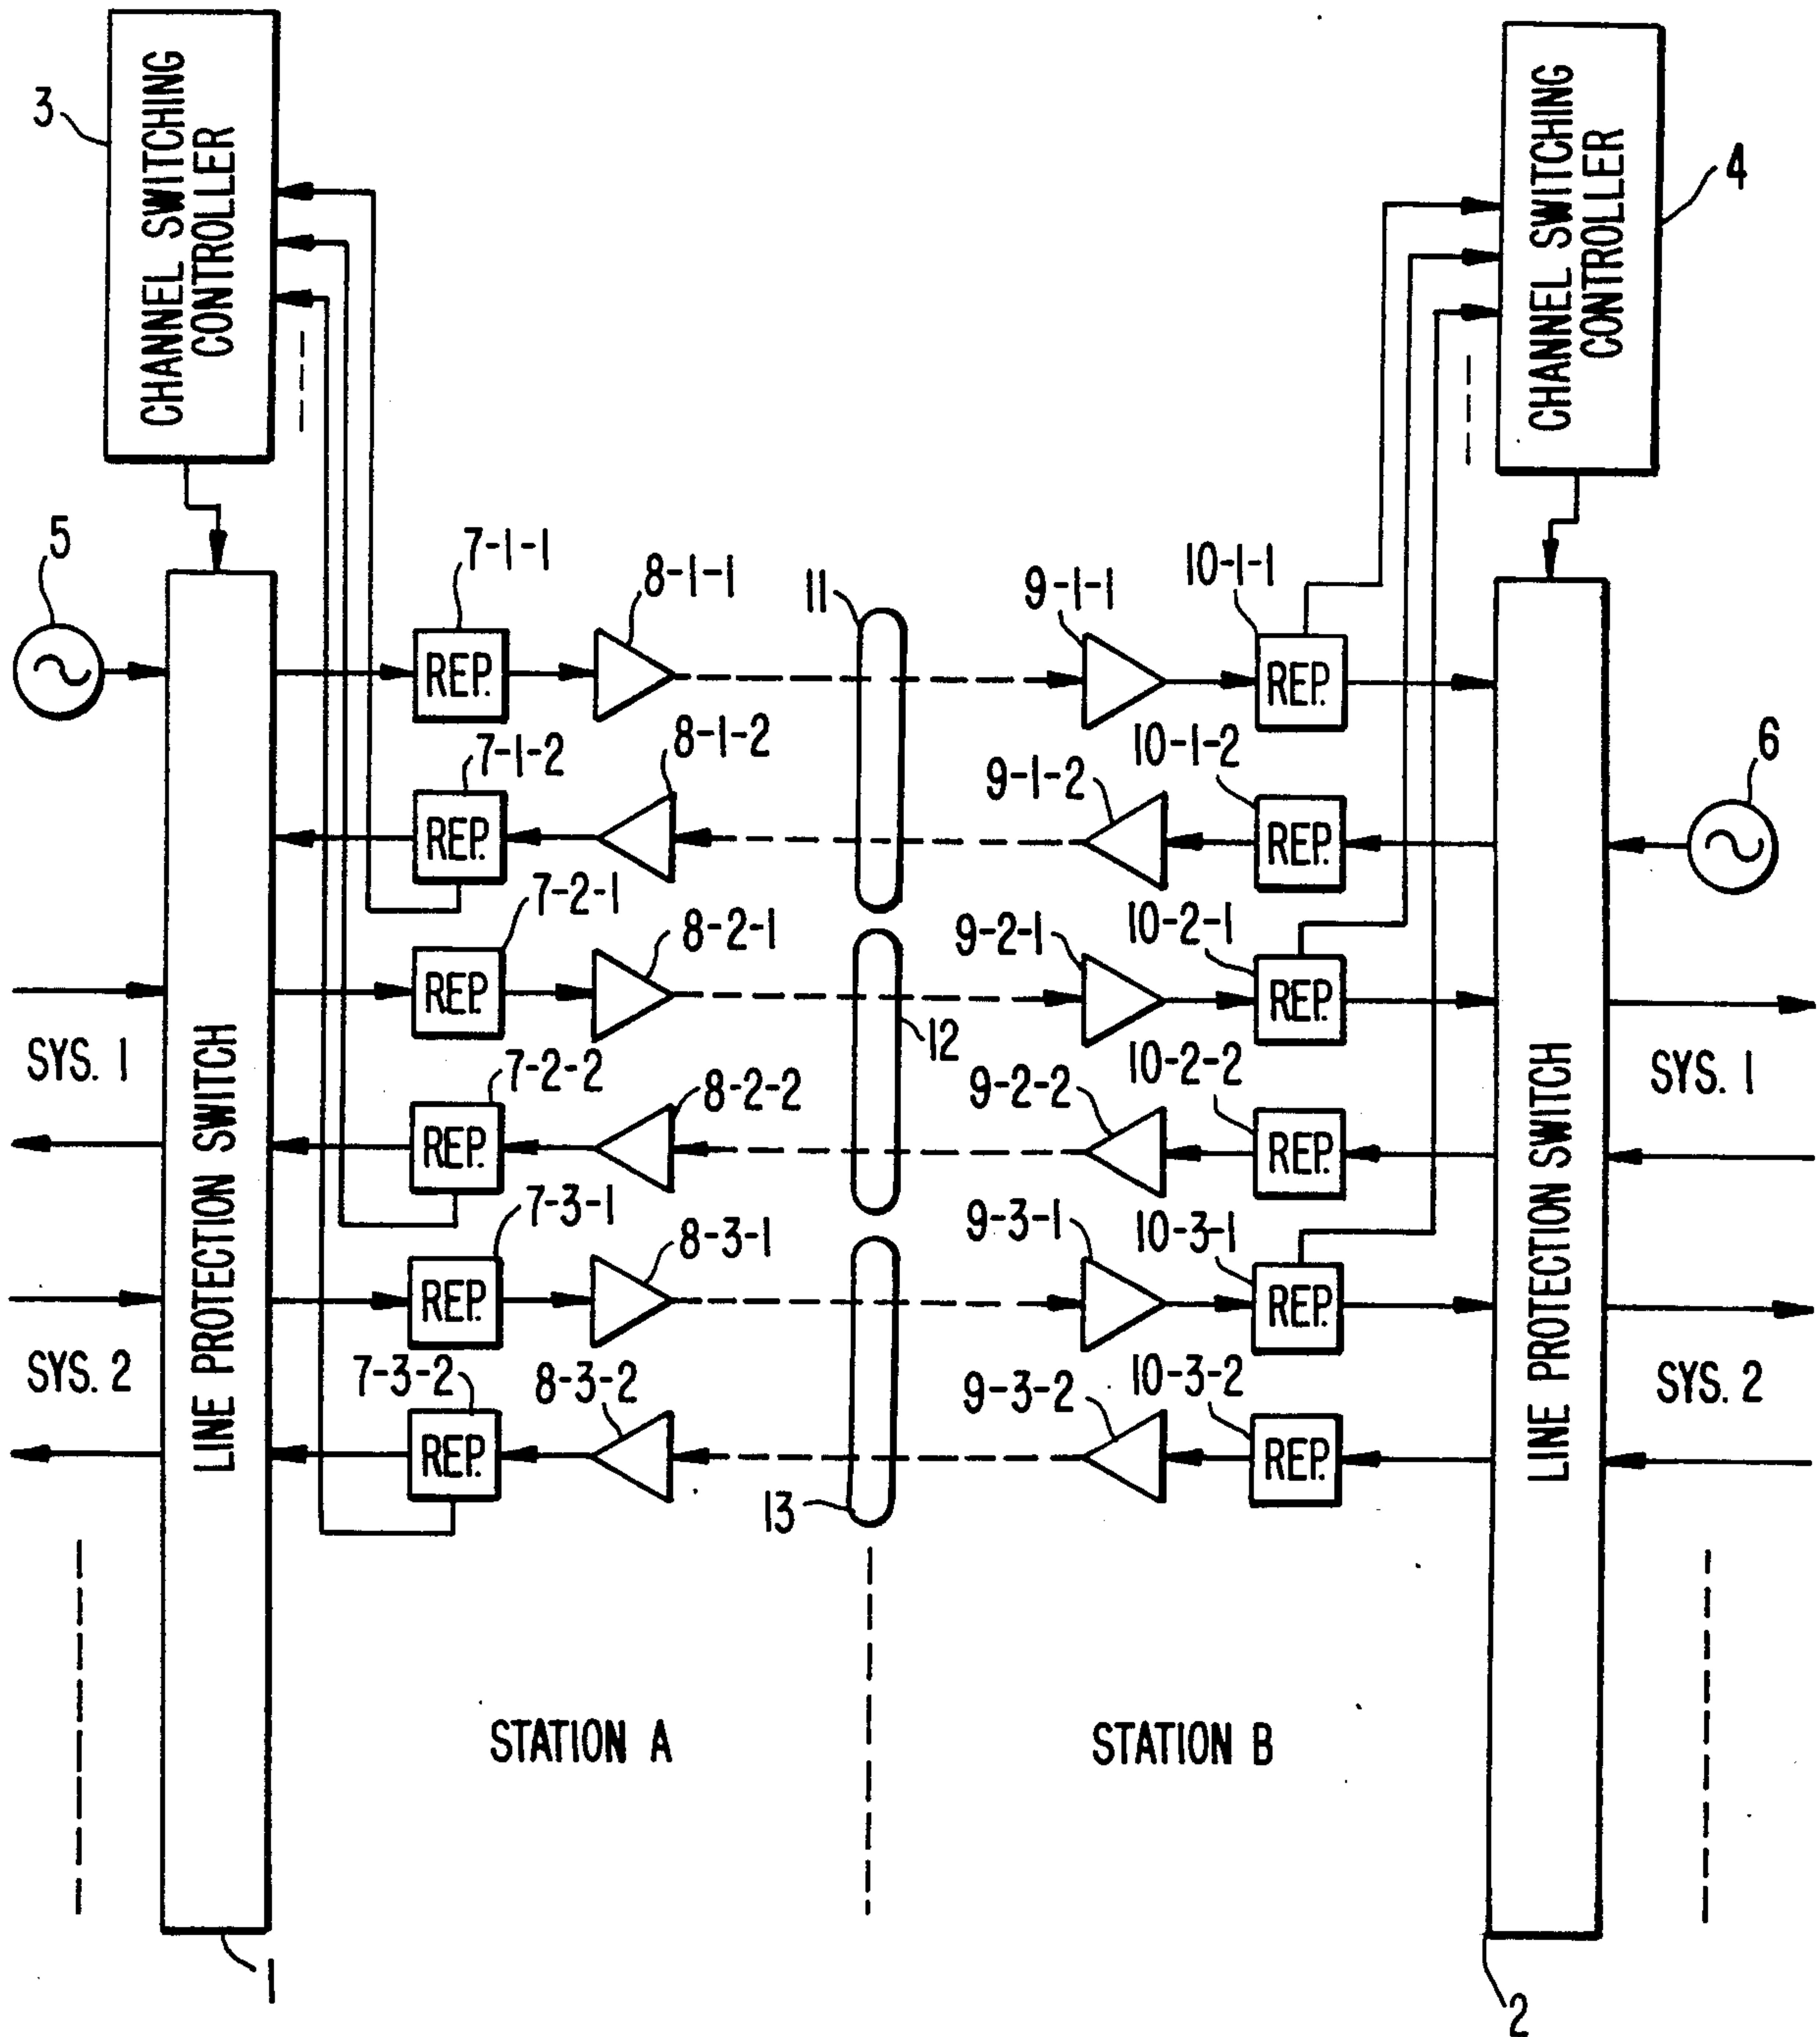 3
CHANNEL SWITCHING
CONTROLLER
CHANNEL SWITCHING
CONTROLLER
4
5
7-1-1
8-1-1
11
9-1-1
10-1-1
REP.
REP.
7-1-2
8-1-2
9-1-2
10-1-2
6
REP.
REP.
7-2-1
8-2-1
9-2-1
10-2-1
REP.
REP.
SYS. 1
LINE PROTECTION SWITCH
7-2-2
8-2-2
12
9-2-2
10-2-2
LINE PROTECTION SWITCH
SYS. 1
REP.
REP.
7-3-1
8-3-1
9-3-1
10-3-1
REP.
REP.
SYS. 2
7-3-2
8-3-2
9-3-2
10-3-2
SYS. 2
REP.
REP.
13
STATION A
STATION B
1
2